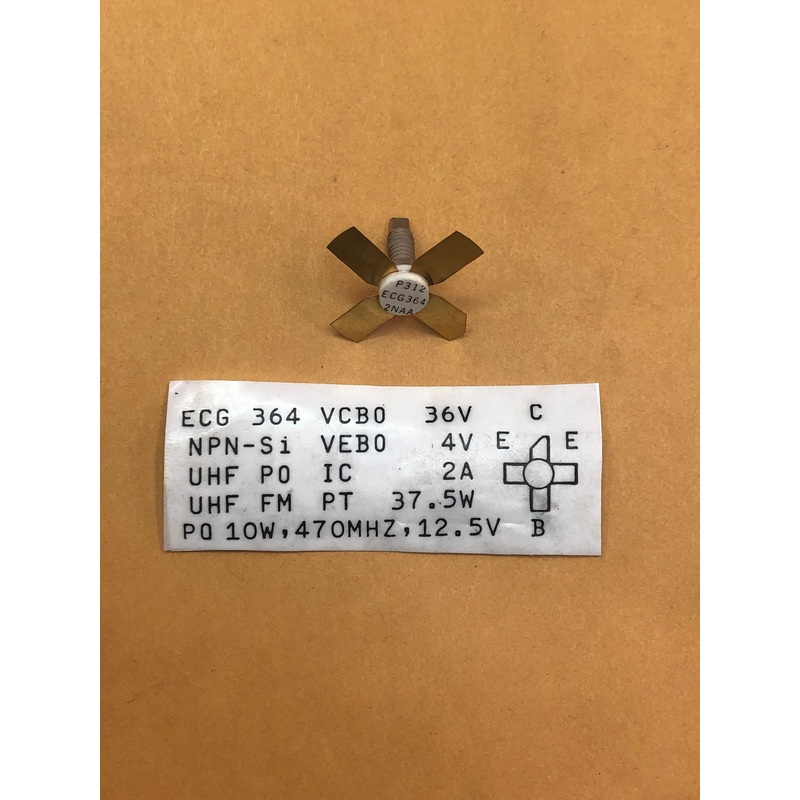 P312
ECG364
2NAA
ECG 364 VCBO 36V C
NPN-Si VEBO 4V E E
UHF PO IC 2A
UHF FM PT 37.5W
PO 10W,470MHZ,12.5V B